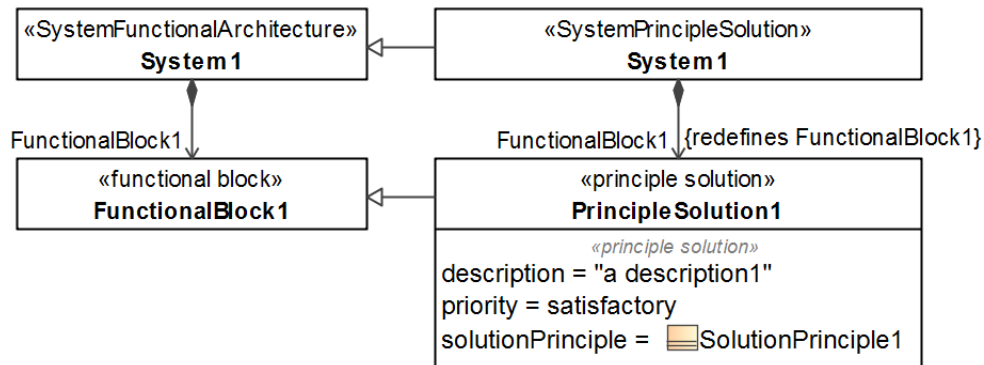 «SystemFunctionalArchitecture»
System1
«SystemPrincipleSolution»
System1
FunctionalBlock1
FunctionalBlock1
{redefines FunctionalBlock1}
«functional block»
FunctionalBlock1
«principle solution»
PrincipleSolution1
«principle solution»
description = "a description1"
priority = satisfactory
solutionPrinciple = SolutionPrinciple1